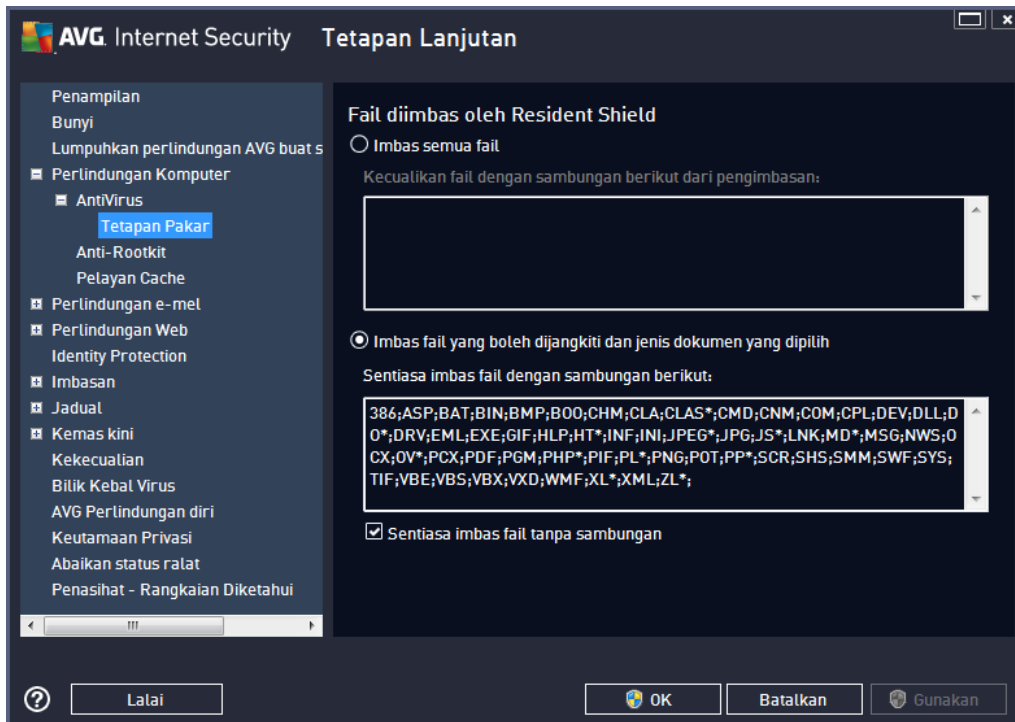 AVG. Internet Security Tetapan Lanjutan
Penampilan
Bunyi
Lumpuhkan perlindungan AVG buat s
Perlindungan Komputer
AntiVirus
Tetapan Pakar
Anti-Rootkit
Pelayan Cache
Perlindungan e-mel
Perlindungan Web
Identity Protection
Imbasan
Jadual
Kemas kini
Kekecualian
Bilik Kebal Virus
AVG Perlindungan diri
Keutamaan Privasi
Abaikan status ralat
Penasihat - Rangkaian Diketahui
Fail diimbas oleh Resident Shield
Imbas semua fail
Kecualikan fail dengan sambungan berikut dari pengimbasan:
Imbas fail yang boleh dijangkiti dan jenis dokumen yang dipilih
Sentiasa imbas fail dengan sambungan berikut:
386;ASP;BAT;BIN;BMP;BOO;CHM;CLA;CLAS*;CMD;CNM;COM;CPL;DEV;DLL;D
O*;DRV;EML;EXE;GIF;HLP;HT*;INF;INI;JPEG*;JPG;JS*;LNK;MD*;MSG;NWS;O
CX;OV*;PCX;PDF;PGM;PHP*;PIF;PL*;PNG;POT;PP*;SCR;SHS;SMM;SWF;SYS;
TIF;VBE;VBS;VBX;VXD;WMF;XL*;XML;ZL*;
Sentiasa imbas fail tanpa sambungan
Lalai
OK
Batalkan
Gunakan